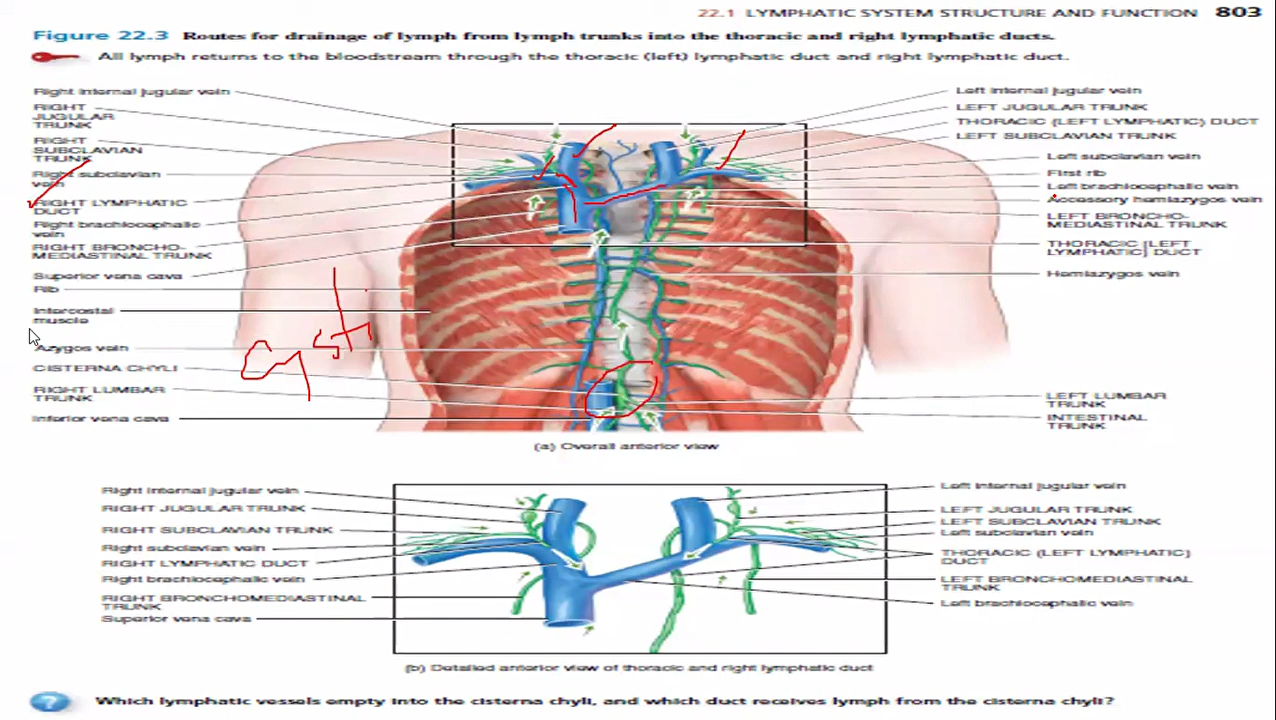 22.1 LYMPHATIC SYSTEM STRUCTURE AND FUNCTION 803
Figure 22.3 Routes for drainage of lymph from lymph trunks into the thoracic and right lymphatic ducts.
All lymph returns to the bloodstream through the thoracic (left) lymphatic duct and right lymphatic duct.
Right internal jugular vein
RIGHT
JUGULAR
TRUNK
RIGHT
SUBCLAVIAN
TRUNK
Right subclavian
vein
RIGHT LYMPHATIC
DUCT
Right brachiocephalic
vein
RIGHT BRONCHO-
MEDIASTINAL TRUNK
Superior vena cava
Rib
Intercostal
muscle
Azygos vein
CISTERNA CHYLI
RIGHT LUMBAR
TRUNK
Inferior vena cava
Left internal jugular vein
LEFT JUGULAR TRUNK
THORACIC (LEFT LYMPHATIC) DUCT
LEFT SUBCLAVIAN TRUNK
Left subclavian vein
First rib
Left brachiocephalic vein
Accessory hemiazygos vein
LEFT BRONCHO-
MEDIASTINAL TRUNK
THORACIC (LEFT
LYMPHATIC) DUCT
Hemiazygos vein
LEFT LUMBAR
TRUNK
INTESTINAL
TRUNK
Cyst
(a) Overall anterior view
Right internal jugular vein
RIGHT JUGULAR TRUNK
RIGHT SUBCLAVIAN TRUNK
Right subclavian vein
RIGHT LYMPHATIC DUCT
Right brachiocephalic vein
RIGHT BRONCHOMEDIASTINAL
TRUNK
Superior vena cava
Left internal jugular vein
LEFT JUGULAR TRUNK
LEFT SUBCLAVIAN TRUNK
Left subclavian vein
THORACIC (LEFT LYMPHATIC)
DUCT
LEFT BRONCHOMEDIASTINAL
TRUNK
Left brachiocephalic vein
(b) Detailed anterior view of thoracic and right lymphatic duct
? Which lymphatic vessels empty into the cisterna chyli, and which duct receives lymph from the cisterna chyli?